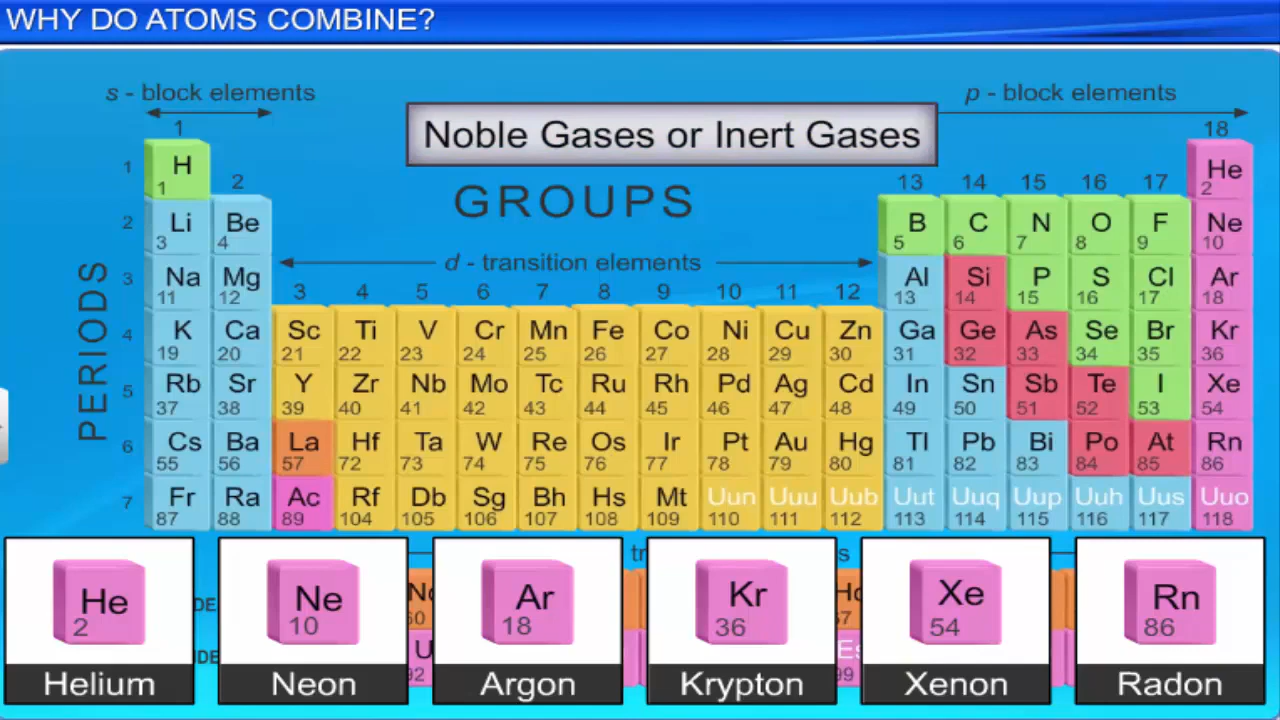 WHY DO ATOMS COMBINE?
s - block elements
p - block elements
Noble Gases or Inert Gases
GROUPS
d - transition elements
PERIODS
1 2 3 4 5 6 7 8 9 10 11 12 13 14 15 16 17 18
1 H 1 He 2
2 Li 3 Be 4 B 5 C 6 N 7 O 8 F 9 Ne 10
3 Na 11 Mg 12 Al 13 Si 14 P 15 S 16 Cl 17 Ar 18
4 K 19 Ca 20 Sc 21 Ti 22 V 23 Cr 24 Mn 25 Fe 26 Co 27 Ni 28 Cu 29 Zn 30 Ga 31 Ge 32 As 33 Se 34 Br 35 Kr 36
5 Rb 37 Sr 38 Y 39 Zr 40 Nb 41 Mo 42 Tc 43 Ru 44 Rh 45 Pd 46 Ag 47 Cd 48 In 49 Sn 50 Sb 51 Te 52 I 53 Xe 54
6 Cs 55 Ba 56 La 57 Hf 72 Ta 73 W 74 Re 75 Os 76 Ir 77 Pt 78 Au 79 Hg 80 Tl 81 Pb 82 Bi 83 Po 84 At 85 Rn 86
7 Fr 87 Ra 88 Ac 89 Rf 104 Db 105 Sg 106 Bh 107 Hs 108 Mt 109 Uun 110 Uuu 111 Uub 112 Uut 113 Uuq 114 Uup 115 Uuh 116 Uus 117 Uuo 118
He 2 Ne 10 Ar 18 Kr 36 Xe 54 Rn 86
Helium Neon Argon Krypton Xenon Radon